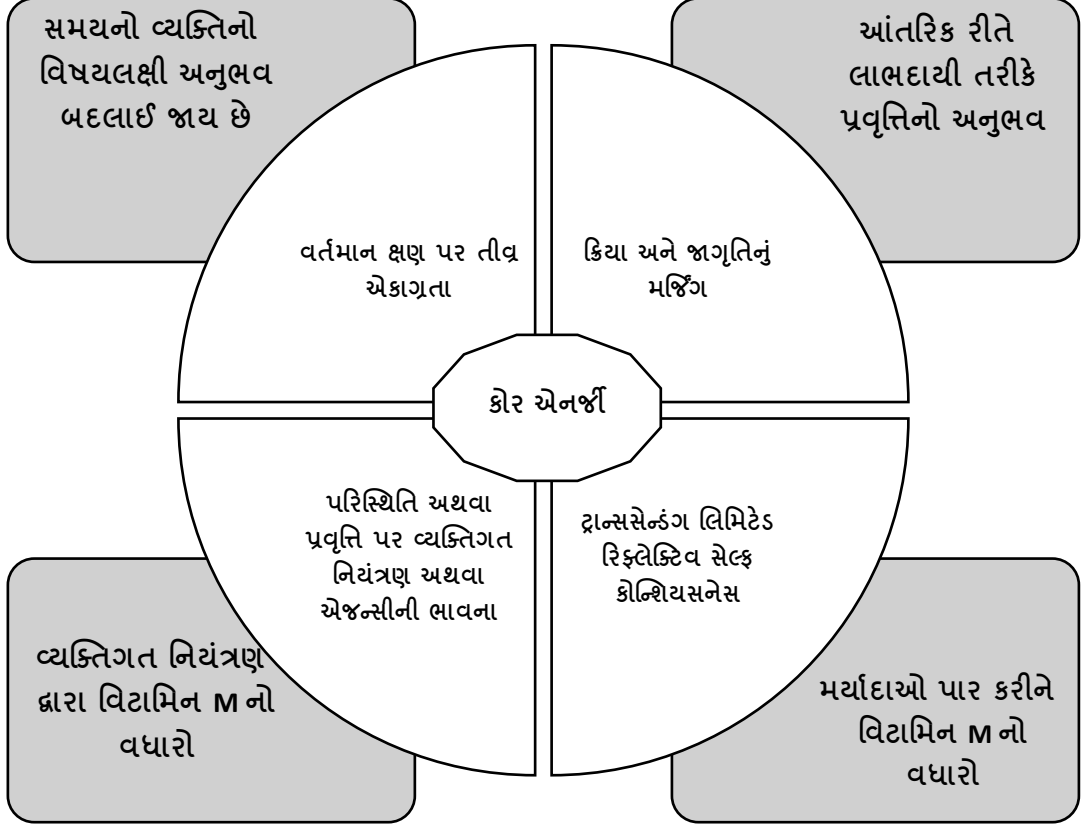 સમયનો વ્યક્તિનો
વિષયલક્ષી અનુભવ
બદલાઈ જાય છે
આંતરિક રીતે
લાભદાયી તરીકે
પ્રવૃત્તિનો અનુભવ
વર્તમાન ક્ષણ પર તીવ્ર
એકાગ્રતા
ક્રિયા અને જાગૃતિનું
મર્જિંગ
કોર એનર્જી
પરિસ્થિતિ અથવા
પ્રવૃત્તિ પર વ્યક્તિગત
નિયંત્રણ અથવા
એજન્સીની ભાવના
ટ્રાન્સસેન્ડંગ લિમિટેડ
રિફ્લેક્ટિવ સેલ્ફ
કોન્શિયસનેસ
વ્યક્તિગત નિયંત્રણ
દ્વારા વિટામિન M નો
વધારો
મર્યાદાઓ પાર કરીને
વિટામિન M નો
વધારો